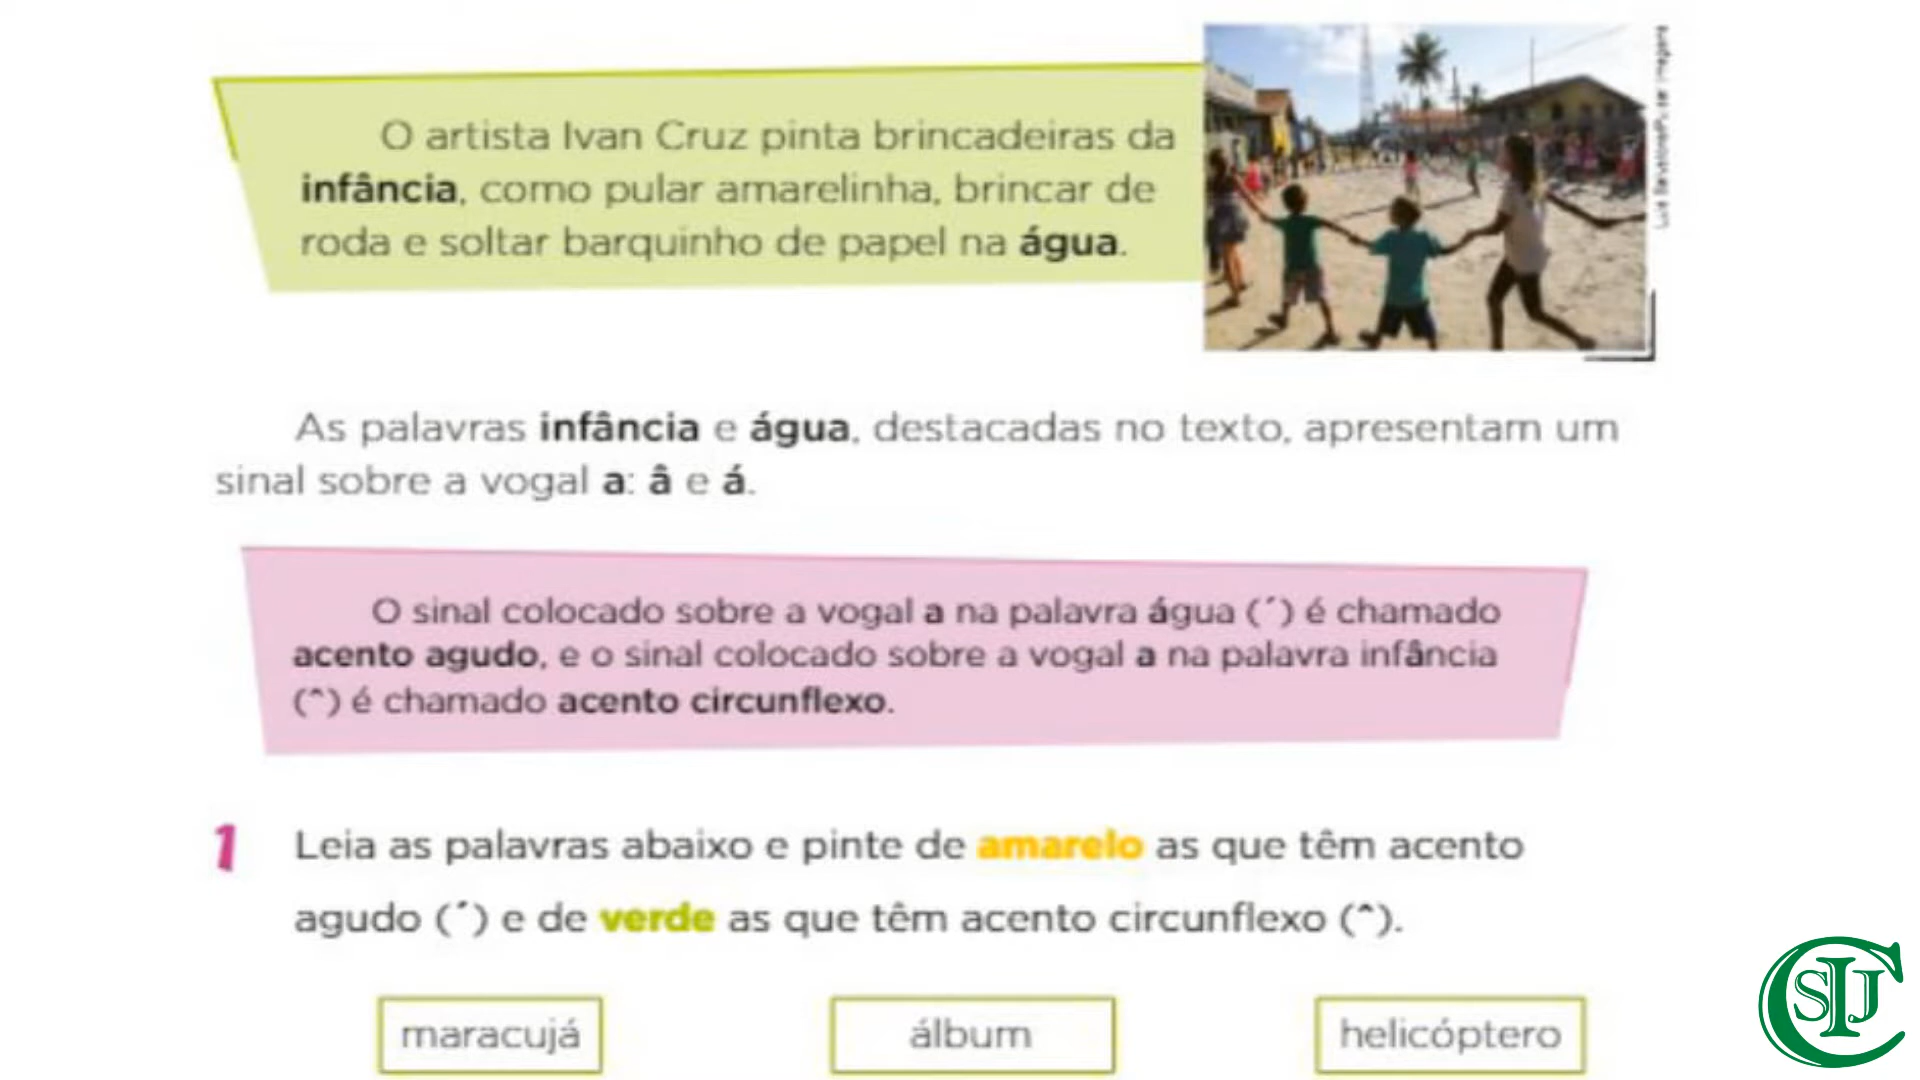 O artista Ivan Cruz pinta brincadeiras da
infância, como pular amarelinha, brincar de
roda e soltar barquinho de papel na água.
As palavras infância e água, destacadas no texto, apresentam um
sinal sobre a vogal a: â e á.
O sinal colocado sobre a vogal a na palavra água (´) é chamado
acento agudo, e o sinal colocado sobre a vogal a na palavra infância
(^) é chamado acento circunflexo.
1 Leia as palavras abaixo e pinte de amarelo as que têm acento
agudo (´) e de verde as que têm acento circunflexo (^).
maracujá álbum helicóptero